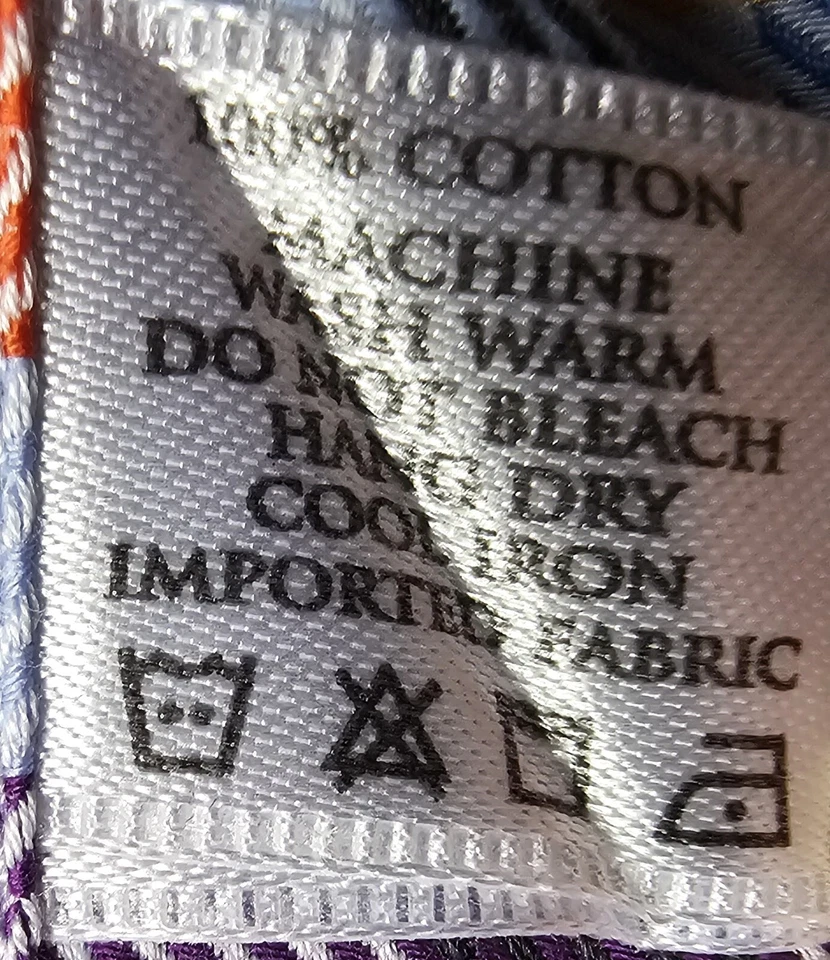 100% COTTON
MACHINE
WASH WARM
DO NOT BLEACH
HANG DRY
COOL IRON
IMPORTED FABRIC